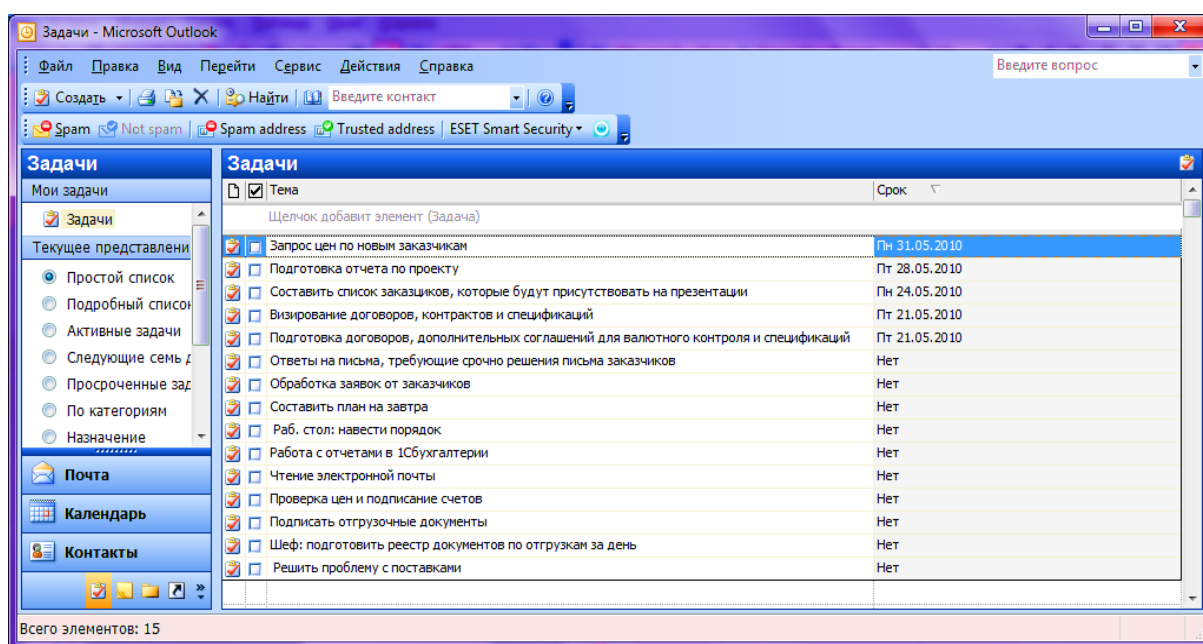 Задачи - Microsoft Outlook
Файл Правка Вид Перейти Сервис Действия Справка Введите вопрос
Создать Найти Введите контакт
Spam Not spam Spam address Trusted address ESET Smart Security
Задачи Задачи
Мои задачи Тема Срок
Задачи Щелчок добавит элемент (Задача)
Текущее представлени Запрос цен по новым заказчикам Пн 31.05.2010
Простой список Подготовка отчета по проекту Пт 28.05.2010
Составить список заказциков, которые будут присутствовать на презентации Пн 24.05.2010
Подробный список Визирование договоров, контрактов и спецификаций Пт 21.05.2010
Активные задачи Подготовка договоров, дополнительных соглашений для валютного контроля и спецификаций Пт 21.05.2010
Следующие семь д Ответы на письма, требующие срочно решения письма заказчиков Нет
Просроченные зад Обработка заявок от заказчиков Нет
По категориям Составить план на завтра Нет
Назначение Раб. стол: навести порядок Нет
Работа с отчетами в 1Сбухгалтерии Нет
Почта Чтение электронной почты Нет
Проверка цен и подписание счетов Нет
Календарь Подписать отгрузочные документы Нет
Контакты Шеф: подготовить реестр документов по отгрузкам за день Нет
Решить проблему с поставками Нет
Всего элементов: 15